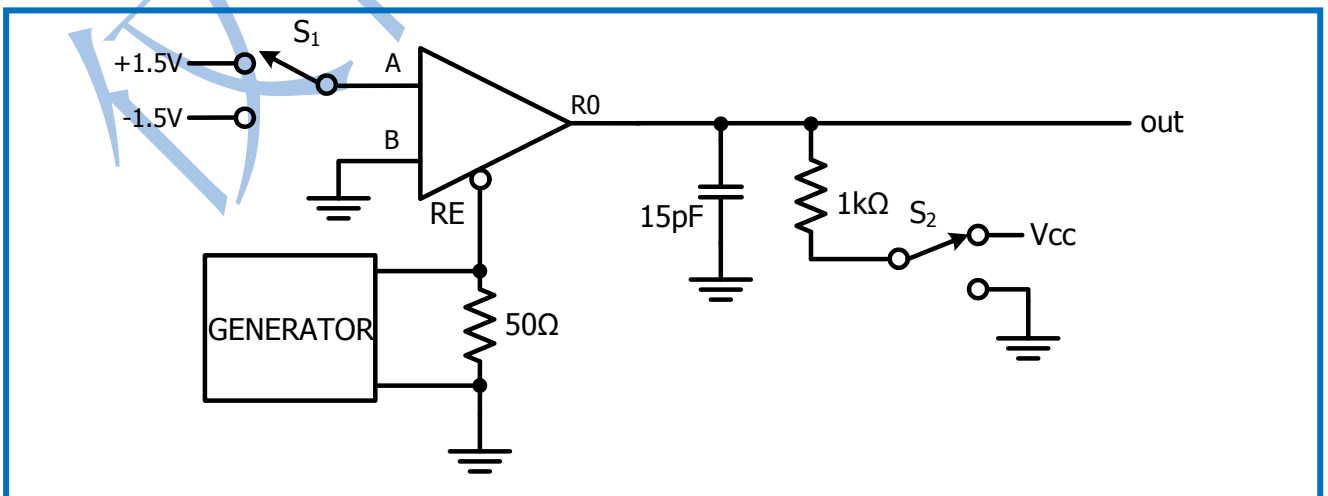 S₁
+1.5V
-1.5V
A
B
R0
out
RE
15pF
1kΩ
S₂
Vcc
GENERATOR
50Ω